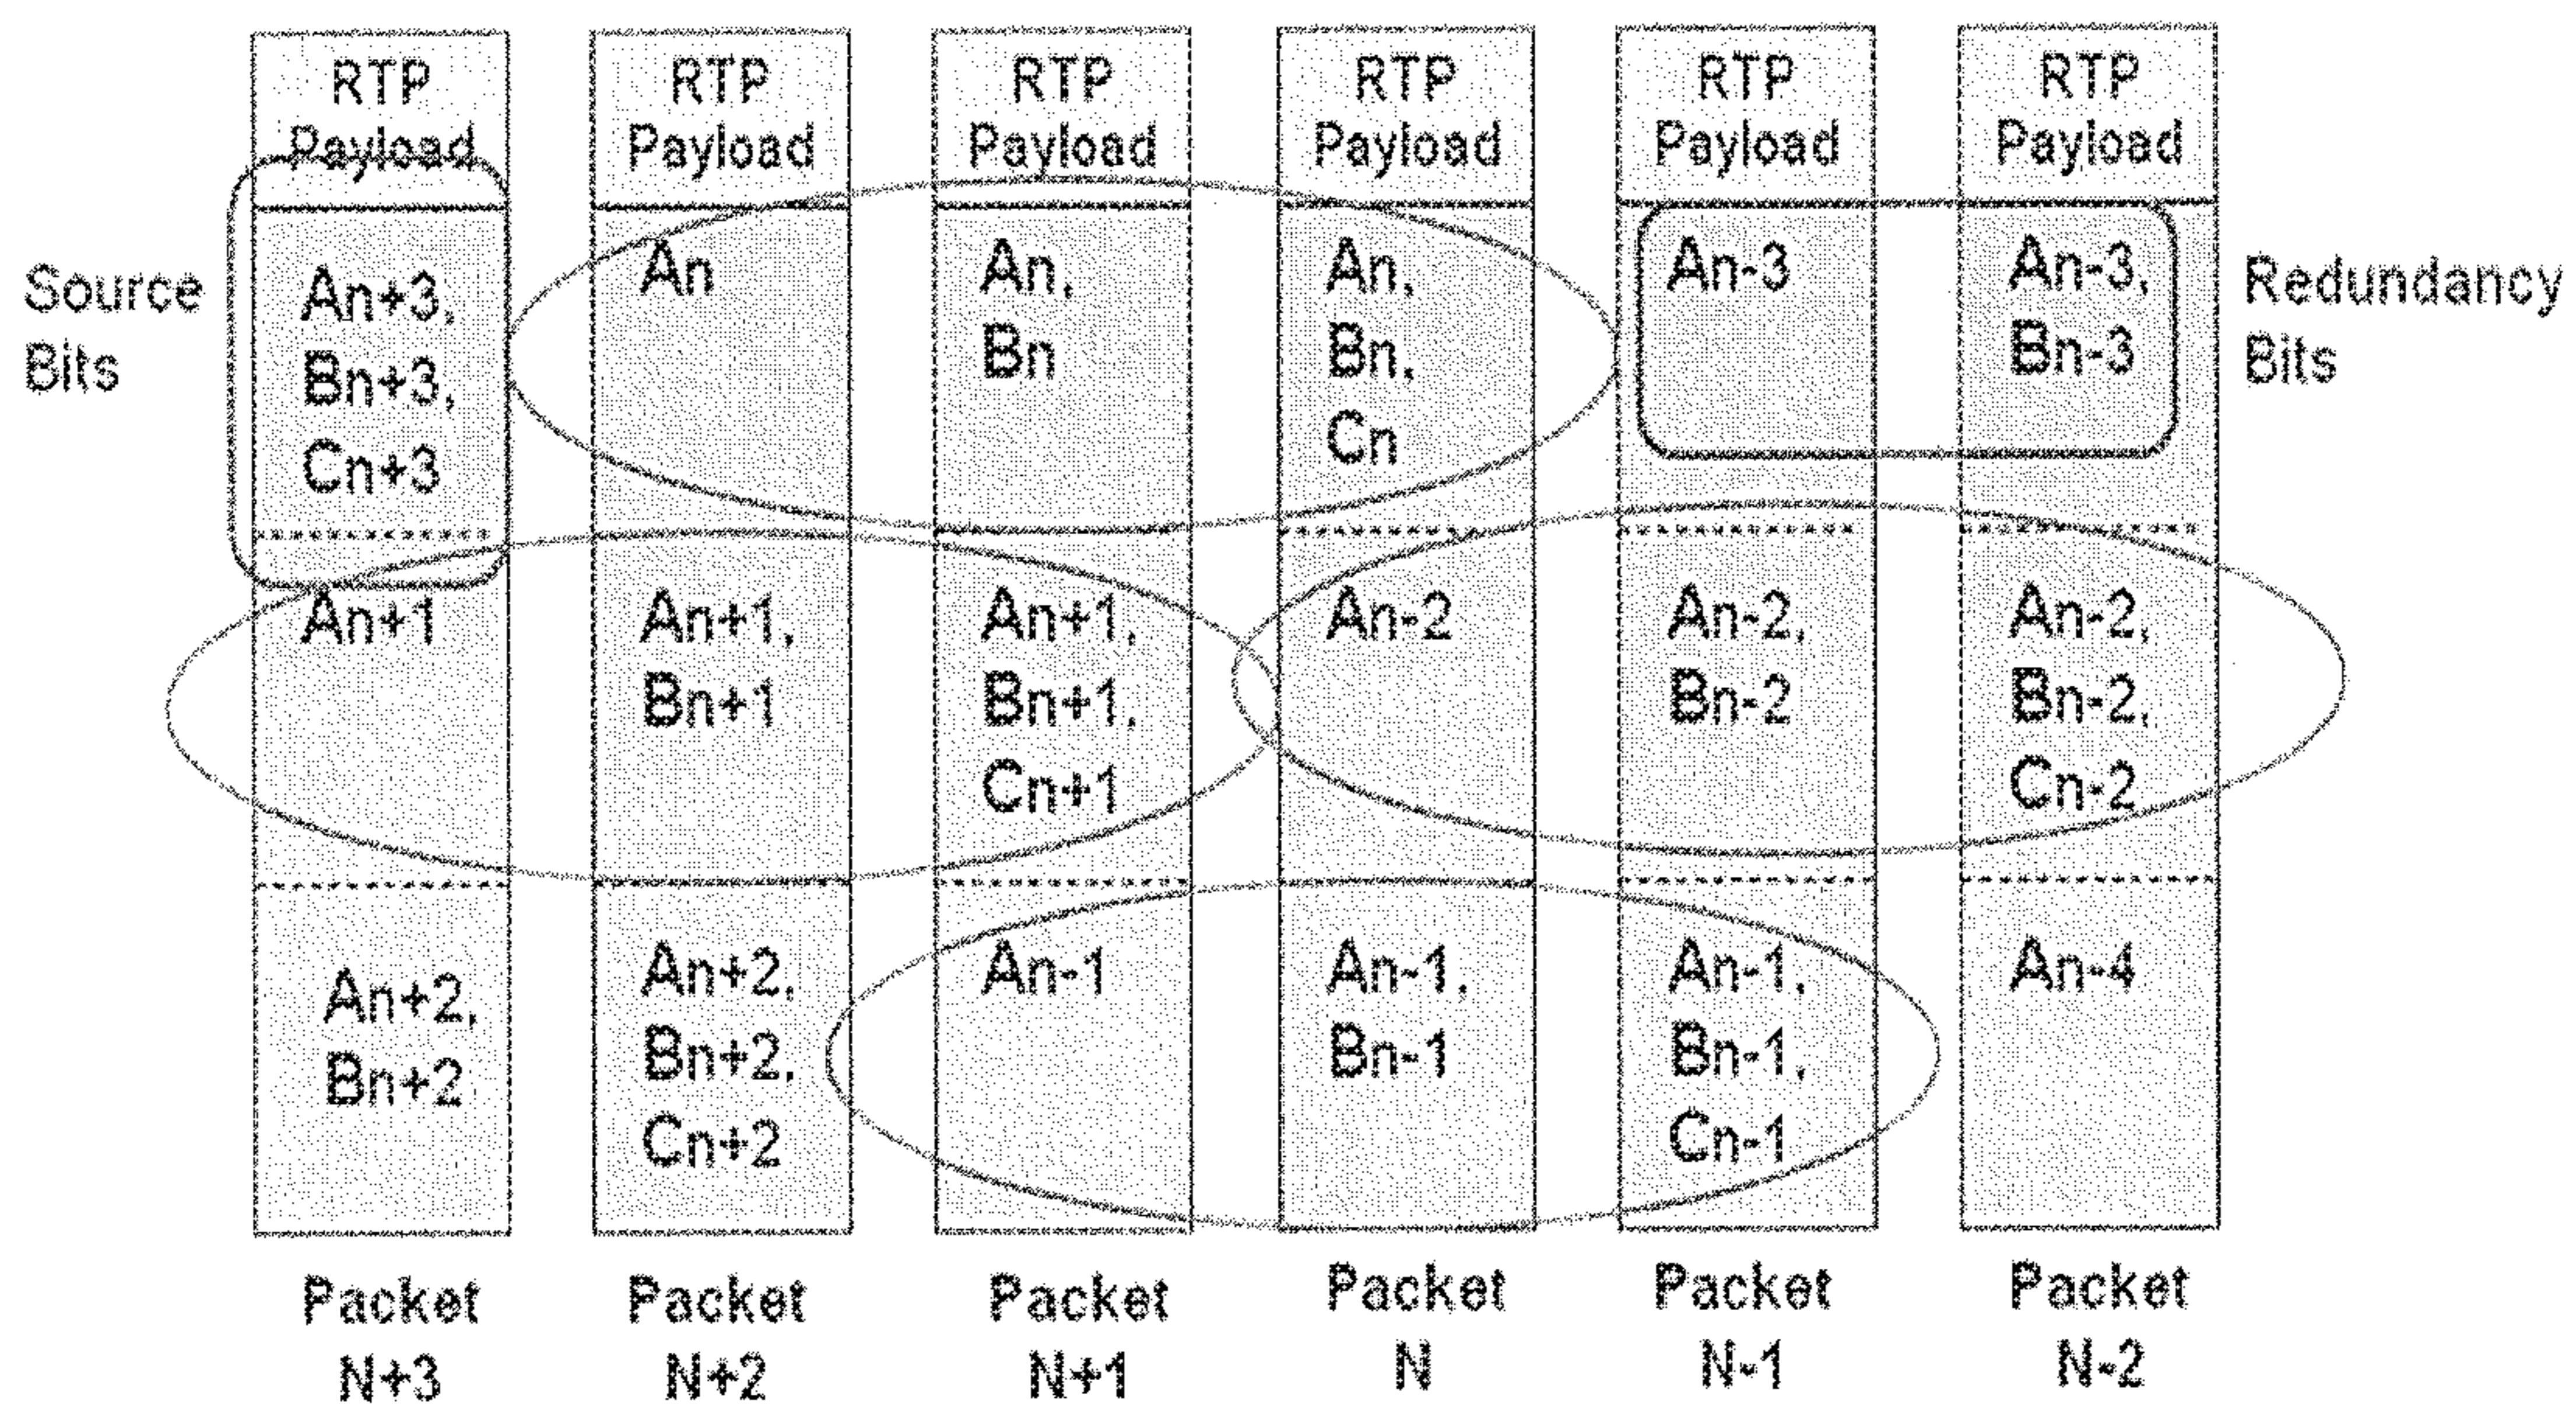 RTP
Payload
RTP
Payload
RTP
Payload
RTP
Payload
RTP
Payload
RTP
Payload
Source
Bits
An+3,
Bn+3,
Cn+3
An
An,
Bn
An,
Bn,
Cn
An-3
An-3,
Bn-3
Redundancy
Bits
An+1
An+1,
Bn+1
An+1,
Bn+1,
Cn+1
An-2
An-2,
Bn-2
An-2,
Bn-2,
Cn-2
An+2,
Bn+2,
An+2,
Bn+2,
Cn+2
An-1
An-1,
Bn-1
An-1,
Bn-1,
Cn-1
An-4
Packet
N+3
Packet
N+2
Packet
N+1
Packet
N
Packet
N-1
Packet
N-2